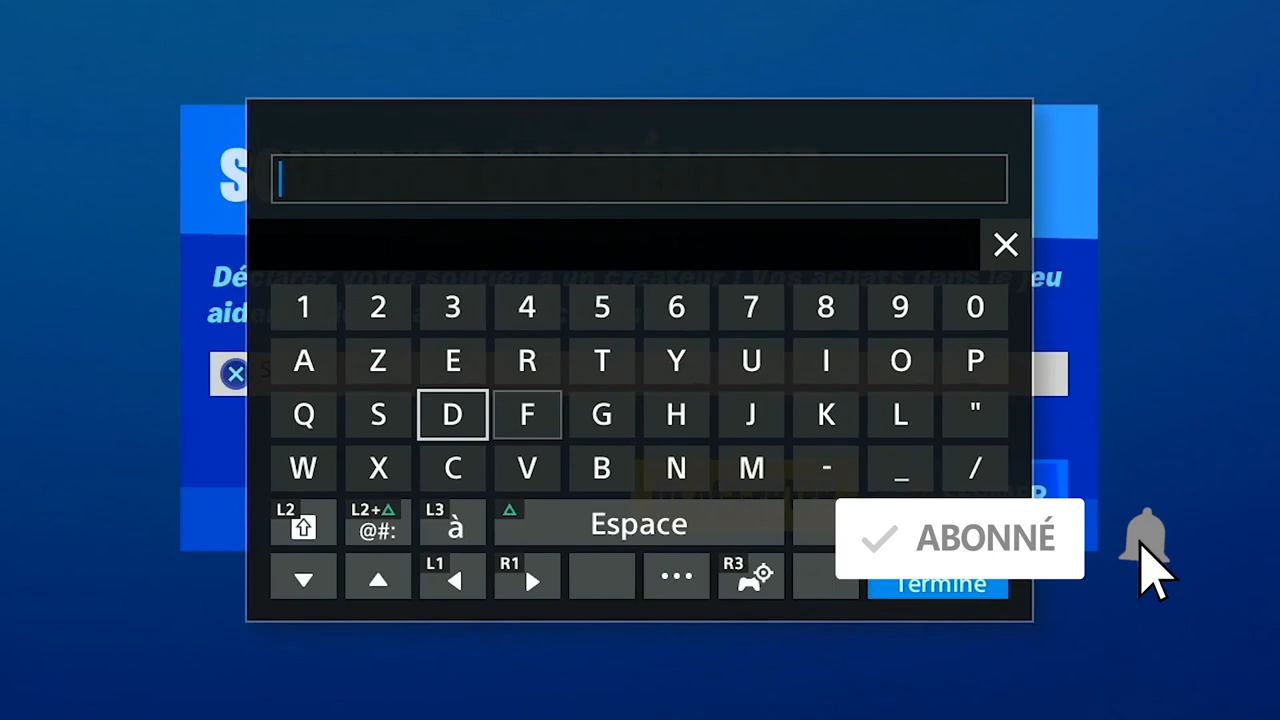 S
Déclarez votre soutien à un créateur ! Vos achats dans le jeu
aide
1 2 3 4 5 6 7 8 9 0
A Z E R T Y U I O P
Q S D F G H J K L "
W X C V B N M - _ /
L2 L2+△ @#: L3 à △ Espace
ABONNÉ
L1 R1 ... R3 Terminé